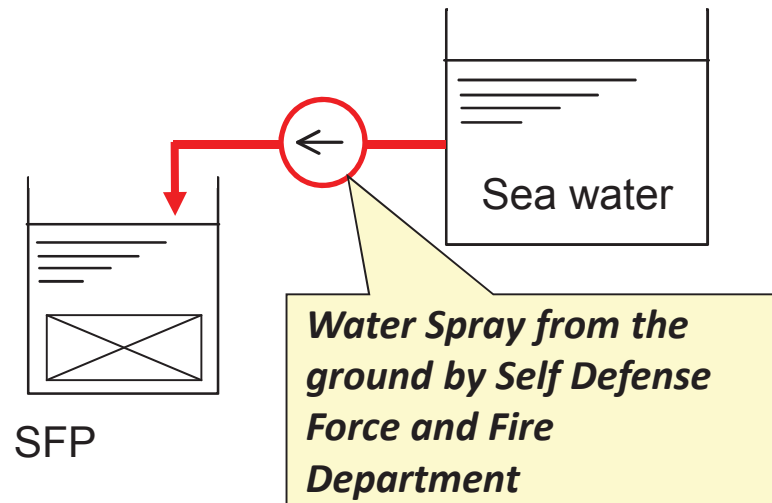 Sea water
Water Spray from the
ground by Self Defense
Force and Fire
Department
SFP